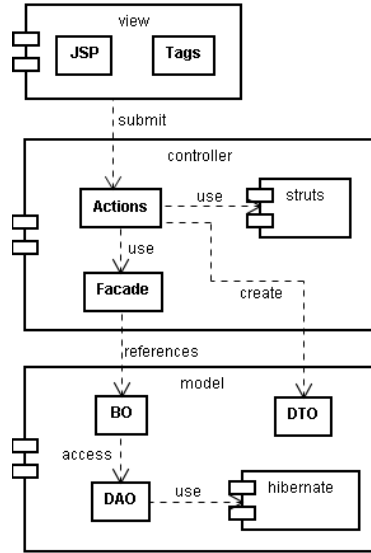 view
JSP Tags
submit
controller
Actions use struts
use
Facade create
references
model
BO DTO
access
DAO use hibernate